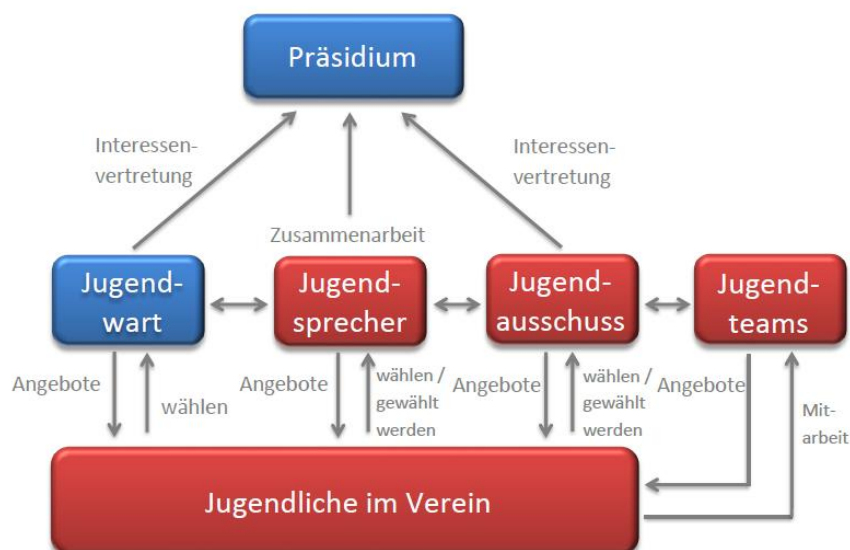 Präsidium
Interessen-
vertretung
Interessen-
vertretung
Zusammenarbeit
Jugend-
wart
Jugend-
sprecher
Jugend-
ausschuss
Jugend-
teams
Angebote
wählen
Angebote
wählen /
gewählt
werden
Angebote
wählen /
gewählt
werden
Angebote
Mit-
arbeit
Jugendliche im Verein